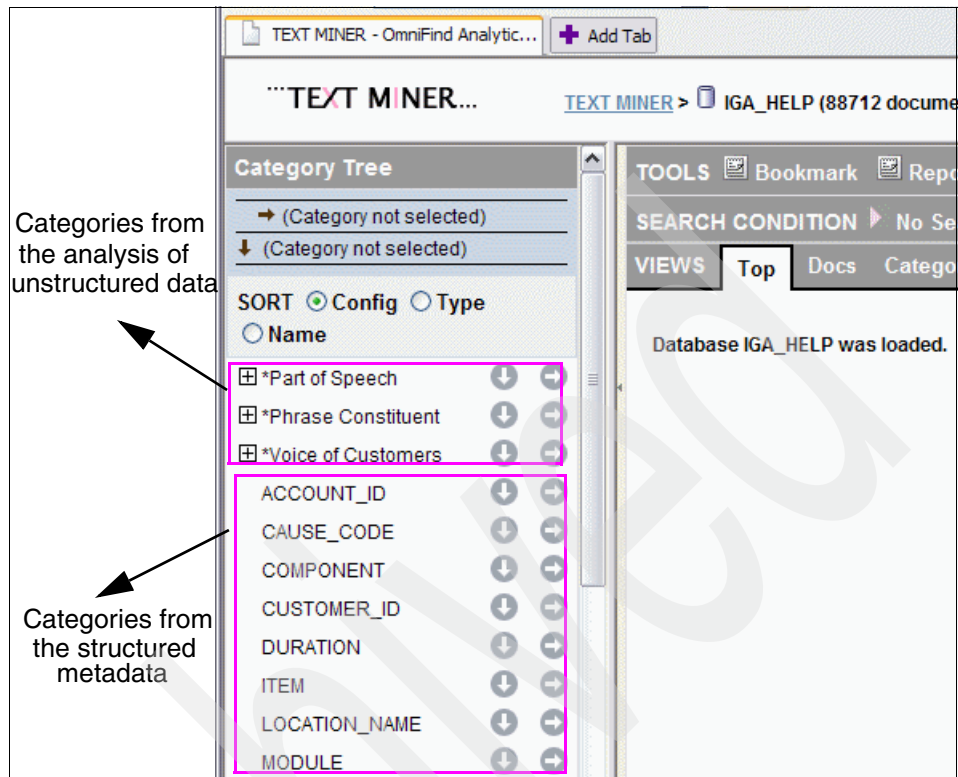 TEXT MINER - OmniFind Analytic... Add Tab
...TEXT MINER... TEXT MINER > IGA_HELP (88712 docume
Category Tree
(Category not selected)
(Category not selected)
SORT Config Type
Name
*Part of Speech
*Phrase Constituent
*Voice of Customers
ACCOUNT_ID
CAUSE_CODE
COMPONENT
CUSTOMER_ID
DURATION
ITEM
LOCATION_NAME
MODULE
TOOLS Bookmark Repo
SEARCH CONDITION No Se
VIEWS Top Docs Catego
Database IGA_HELP was loaded.
Categories from
the analysis of
unstructured data
Categories from
the structured
metadata